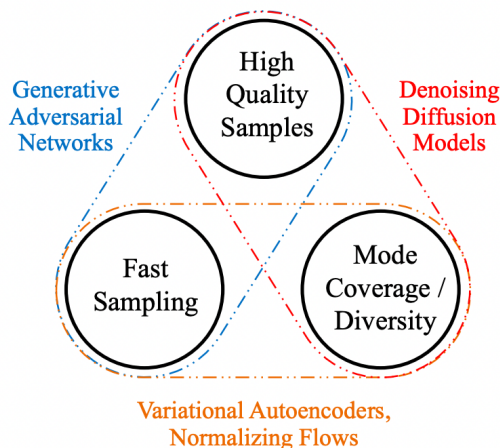 High
Quality
Samples
Generative
Adversarial
Networks
Denoising
Diffusion
Models
Fast
Sampling
Mode
Coverage /
Diversity
Variational Autoencoders,
Normalizing Flows